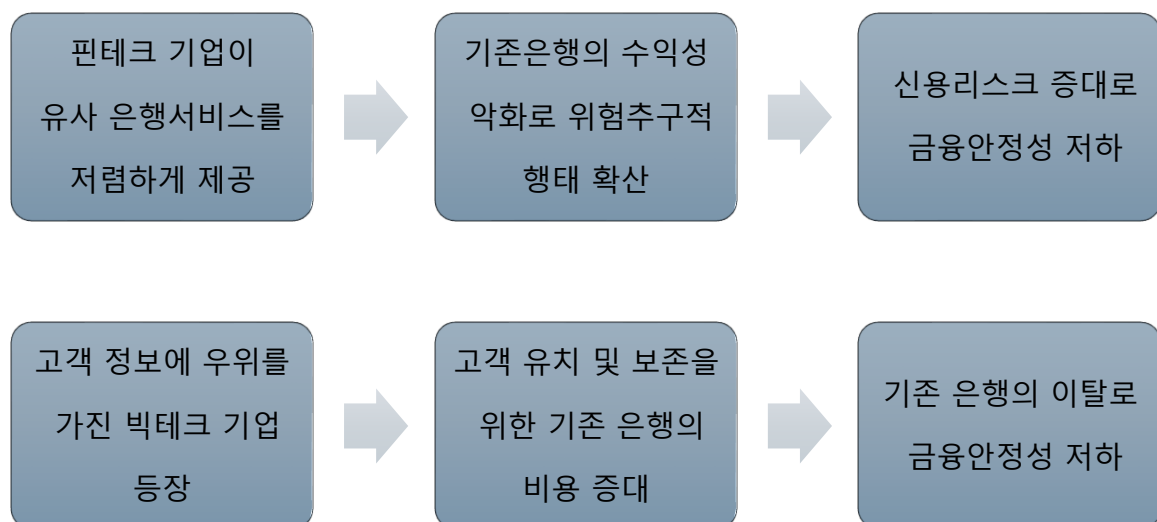 핀테크 기업이
유사 은행서비스를
저렴하게 제공
기존은행의 수익성
악화로 위험추구적
행태 확산
신용리스크 증대로
금융안정성 저하
고객 정보에 우위를
가진 빅테크 기업
등장
고객 유치 및 보존을
위한 기존 은행의
비용 증대
기존 은행의 이탈로
금융안정성 저하